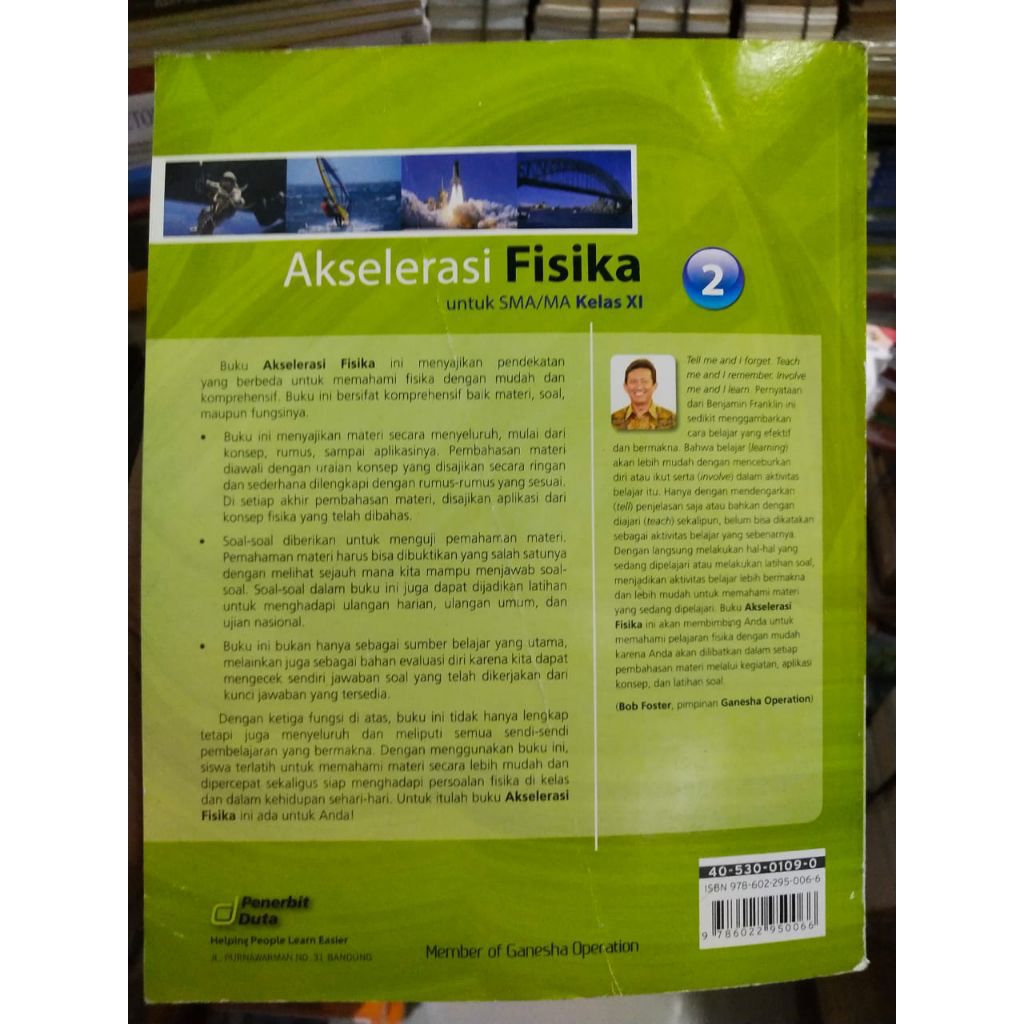 Akselerasi Fisika
2
untuk SMA/MA Kelas XI
Buku Akselerasi Fisika ini menyajikan pendekatan
yang berbeda untuk memahami fisika dengan mudah dan
komprehensif. Buku ini bersifat komprehensif baik materi, soal,
maupun fungsinya.
• Buku ini menyajikan materi secara menyeluruh, mulai dari
konsep, rumus, sampai aplikasinya. Pembahasan materi
diawali dengan uraian konsep yang disajikan secara ringan
dan sederhana dilengkapi dengan rumus-rumus yang sesuai.
Di setiap akhir pembahasan materi, disajikan aplikasi dari
konsep fisika yang telah dibahas.
• Soal-soal diberikan untuk menguji pemahaman materi.
Pemahaman materi harus bisa dibuktikan yang salah satunya
dengan melihat sejauh mana kita mampu menjawab soal-
soal. Soal-soal dalam buku ini juga dapat dijadikan latihan
untuk menghadapi ulangan harian, ulangan umum, dan
ujian nasional.
• Buku ini bukan hanya sebagai sumber belajar yang utama,
melainkan juga sebagai bahan evaluasi diri karena kita dapat
mengecek sendiri jawaban soal yang telah dikerjakan dari
kunci jawaban yang tersedia.
Dengan ketiga fungsi di atas, buku ini tidak hanya lengkap
tetapi juga menyeluruh dan meliputi semua sendi-sendi
pembelajaran yang bermakna. Dengan menggunakan buku ini,
siswa terlatih untuk memahami materi secara lebih mudah dan
dipercepat sekaligus siap menghadapi persoalan fisika di kelas
dan dalam kehidupan sehari-hari. Untuk itulah buku Akselerasi
Fisika ini ada untuk Anda!
Tell me and I forget. Teach
me and I remember. Involve
me and I learn. Pernyataan
dari Benjamin Franklin ini
sedikit menggambarkan
cara belajar yang efektif
dan bermakna. Bahwa belajar (learning)
akan lebih mudah dengan menceburkan
diri atau ikut serta (involve) dalam aktivitas
belajar itu. Hanya dengan mendengarkan
(tell) penjelasan saja atau bahkan dengan
diajari (teach) sekalipun, belum bisa dikatakan
sebagai aktivitas belajar yang sebenarnya.
Dengan langsung melakukan hal-hal yang
sedang dipelajari atau melakukan latihan soal,
menjadikan aktivitas belajar lebih bermakna
dan lebih mudah untuk memahami materi
yang sedang dipelajari. Buku Akselerasi
Fisika ini akan membimbing Anda untuk
memahami pelajaran fisika dengan mudah
karena Anda akan dilibatkan dalam setiap
pembahasan materi melalui kegiatan, aplikasi
konsep, dan latihan soal.
(Bob Foster, pimpinan Ganesha Operation)
40-530-0109-0
ISBN 978-602-295-006-6
9 786022 950066
Penerbit
Duta
Helping People Learn Easier
JL. PURNAWARMAN NO. 31 BANDUNG
Member of Ganesha Operation